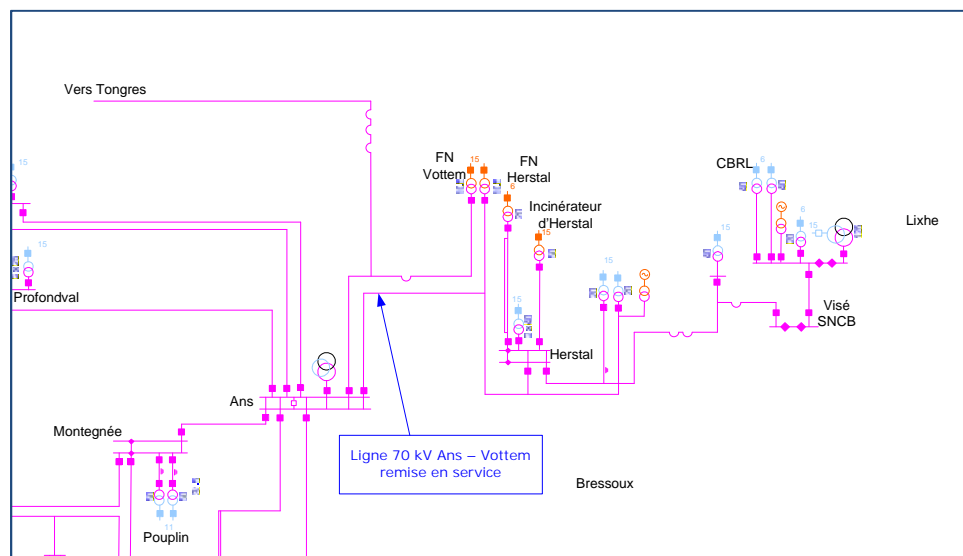 Vers Tongres
FN
Vottem
15
FN
Herstal
6
Incinérateur
d'Herstal
15
CBRL
6
6
15
Lixhe
15
15
Profondval
15
15
15
Visé
SNCB
Herstal
Ans
Montegnée
Ligne 70 kV Ans – Vottem
remise en service
Bressoux
11
Pouplin